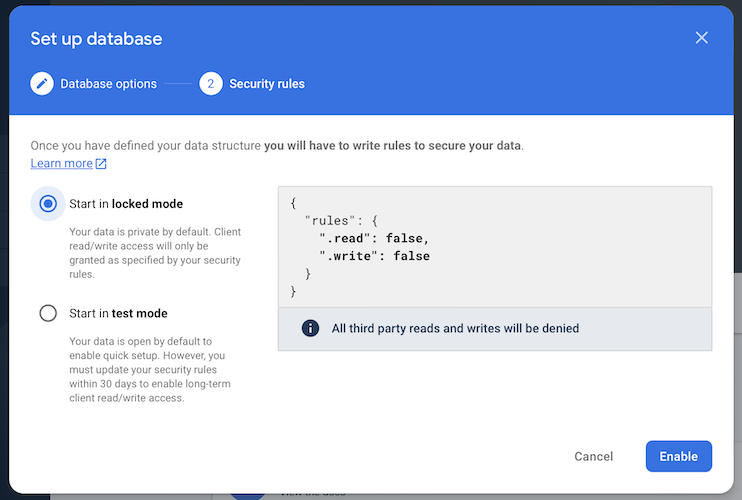 Set up database
Database options
2
Security rules
Once you have defined your data structure you will have to write rules to secure your data.
Learn more
Start in locked mode
Your data is private by default. Client
read/write access will only be
granted as specified by your security
rules.
Start in test mode
Your data is open by default to
enable quick setup. However, you
must update your security rules
within 30 days to enable long-term
client read/write access.
{
"rules": {
".read": false,
".write": false
}
}
All third party reads and writes will be denied
Cancel
Enable
View the docs